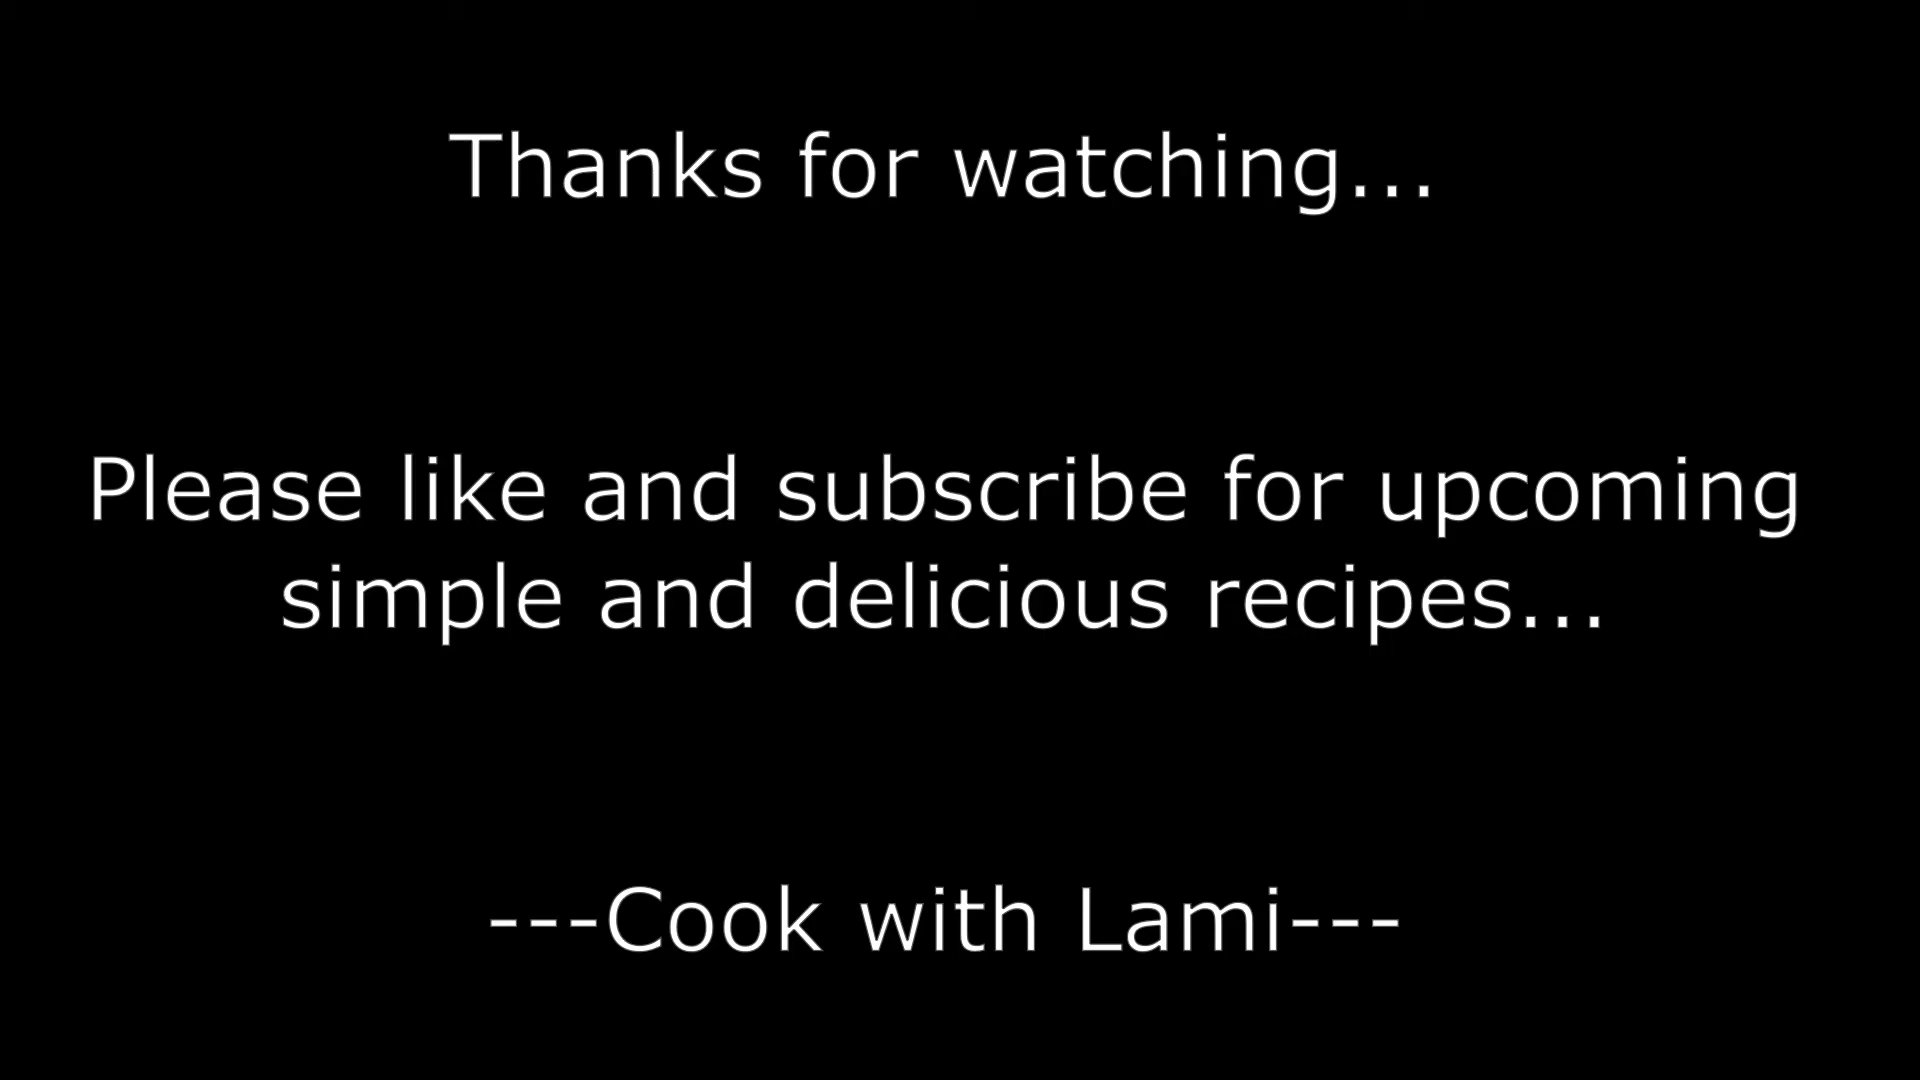 Thanks for watching...
Please like and subscribe for upcoming
simple and delicious recipes...
---Cook with Lami---